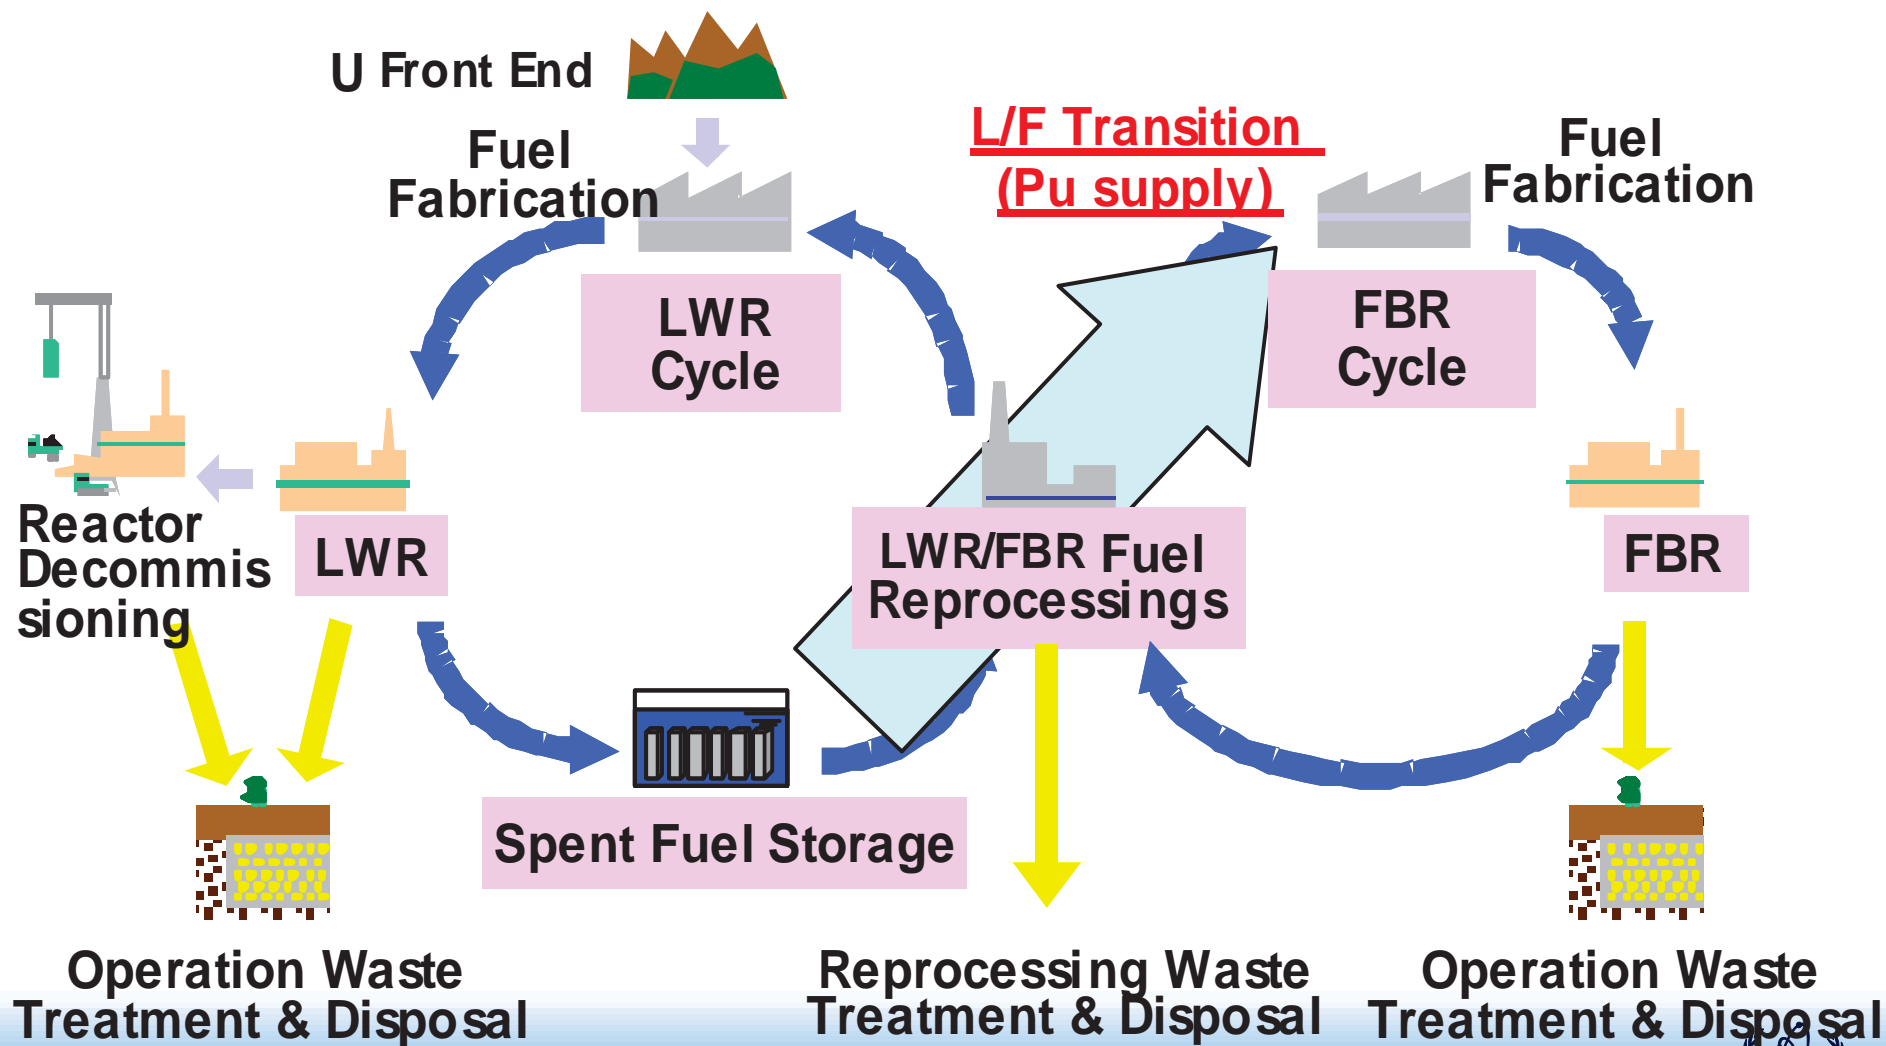 U Front End
L/F Transition
(Pu supply)
Fuel
Fabrication
Fuel
Fabrication
LWR
Cycle
FBR
Cycle
Reactor
Decommis
sioning
LWR
LWR/FBR Fuel
Reprocessings
FBR
Spent Fuel Storage
Operation Waste
Treatment & Disposal
Reprocessing Waste
Treatment & Disposal
Operation Waste
Treatment & Disposal